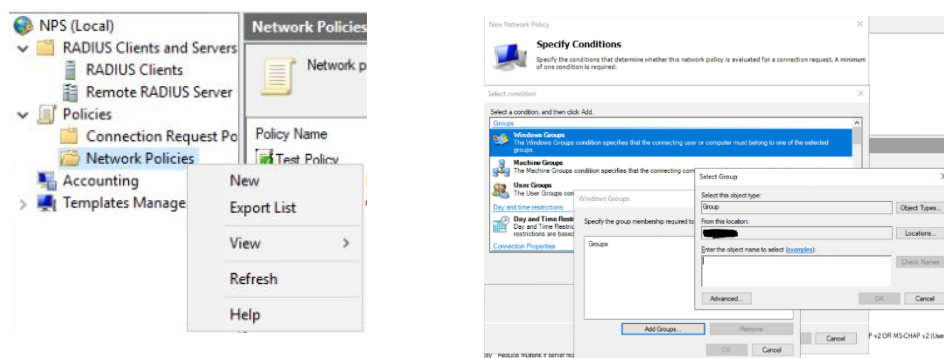 NPS (Local)
RADIUS Clients and Servers
RADIUS Clients
Remote RADIUS Server
Policies
Connection Request Po
Network Policies
Accounting
Templates Manage
Network Policies
Network p
Policy Name
Test Policy
New
Export List
View
Refresh
Help
New Network Policy
Specify Conditions
Specify the conditions that determine whether this network policy is evaluated for a connection request. A minimum
of one condition is required.
Select condition
Select a condition, and then click Add.
Groups
Windows Groups
The Windows Groups condition specifies that the connecting user or computer must belong to one of the selected
groups.
Machine Groups
The Machine Groups condition specifies that the connecting com
User Groups
The User Groups con
Day and time restrictions
Day and Time Restr
Day and Time Restric
restrictions are based
Connection Properties
Windows Groups
Specify the group membership required to
Groups
Add Groups...
Remove
OK
Cancel
Select Group
Select this object type:
Group
Object Types...
From this location:
Locations...
Enter the object name to select (examples):
Check Names
Advanced...
OK
Cancel
Cancel
P v2 OR MS-CHAP v2 (User